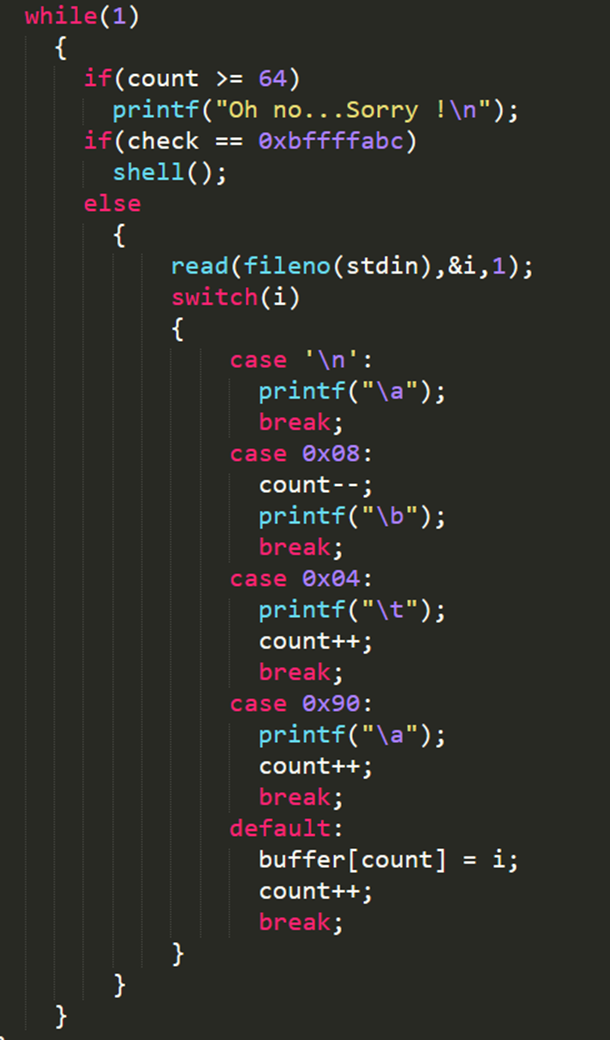 while(1)
{
if(count >= 64)
printf("Oh no...Sorry !\n");
if(check == 0xbffffabc)
shell();
else
{
read(fileno(stdin),&i,1);
switch(i)
{
case '\n':
printf("\a");
break;
case 0x08:
count--;
printf("\b");
break;
case 0x04:
printf("\t");
count++;
break;
case 0x90:
printf("\a");
count++;
break;
default:
buffer[count] = i;
count++;
break;
}
}
}